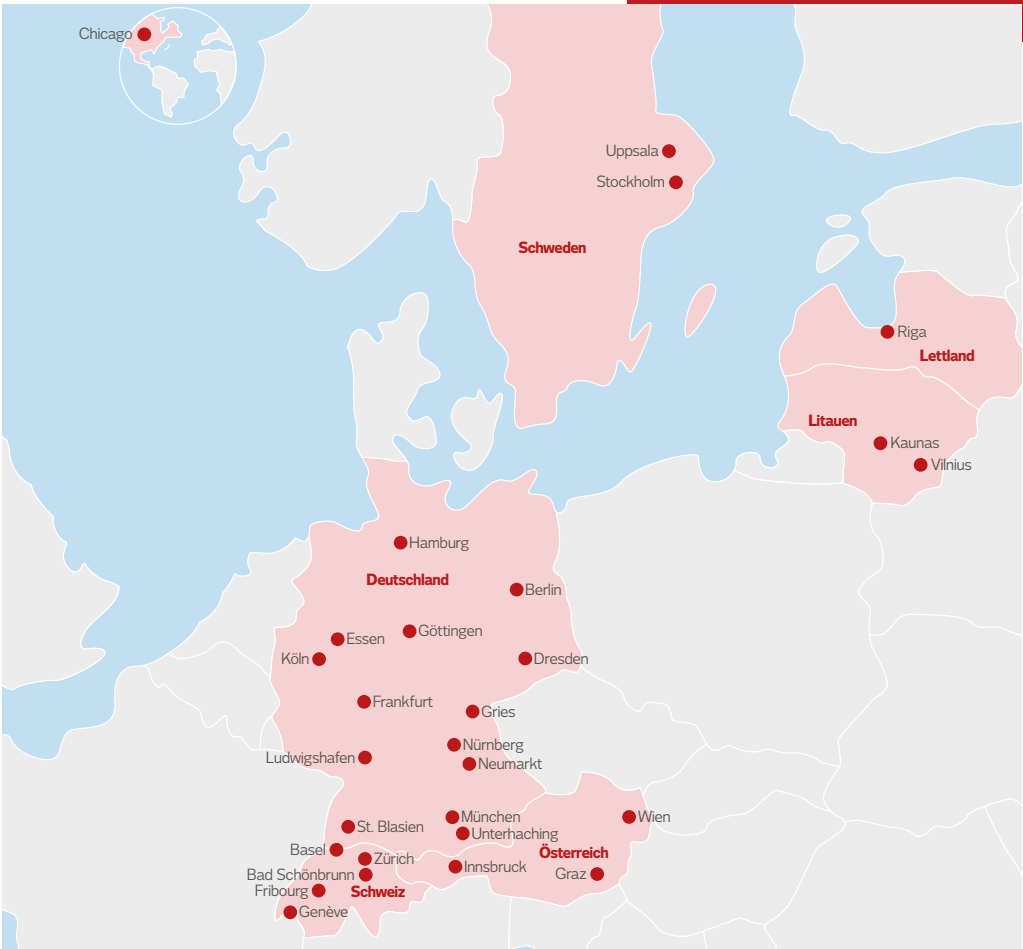 Chicago
Uppsala
Stockholm
Schweden
Riga
Lettland
Litauen
Kaunas
Vilnius
Hamburg
Deutschland
Berlin
Göttingen
Essen
Köln
Dresden
Frankfurt
Gries
Nürnberg
Ludwigshafen
Neumarkt
München
Wien
St. Blasien
Unterhaching
Basel
Österreich
Zürich
Innsbruck
Bad Schönbrunn
Graz
Fribourg
Schweiz
Genève